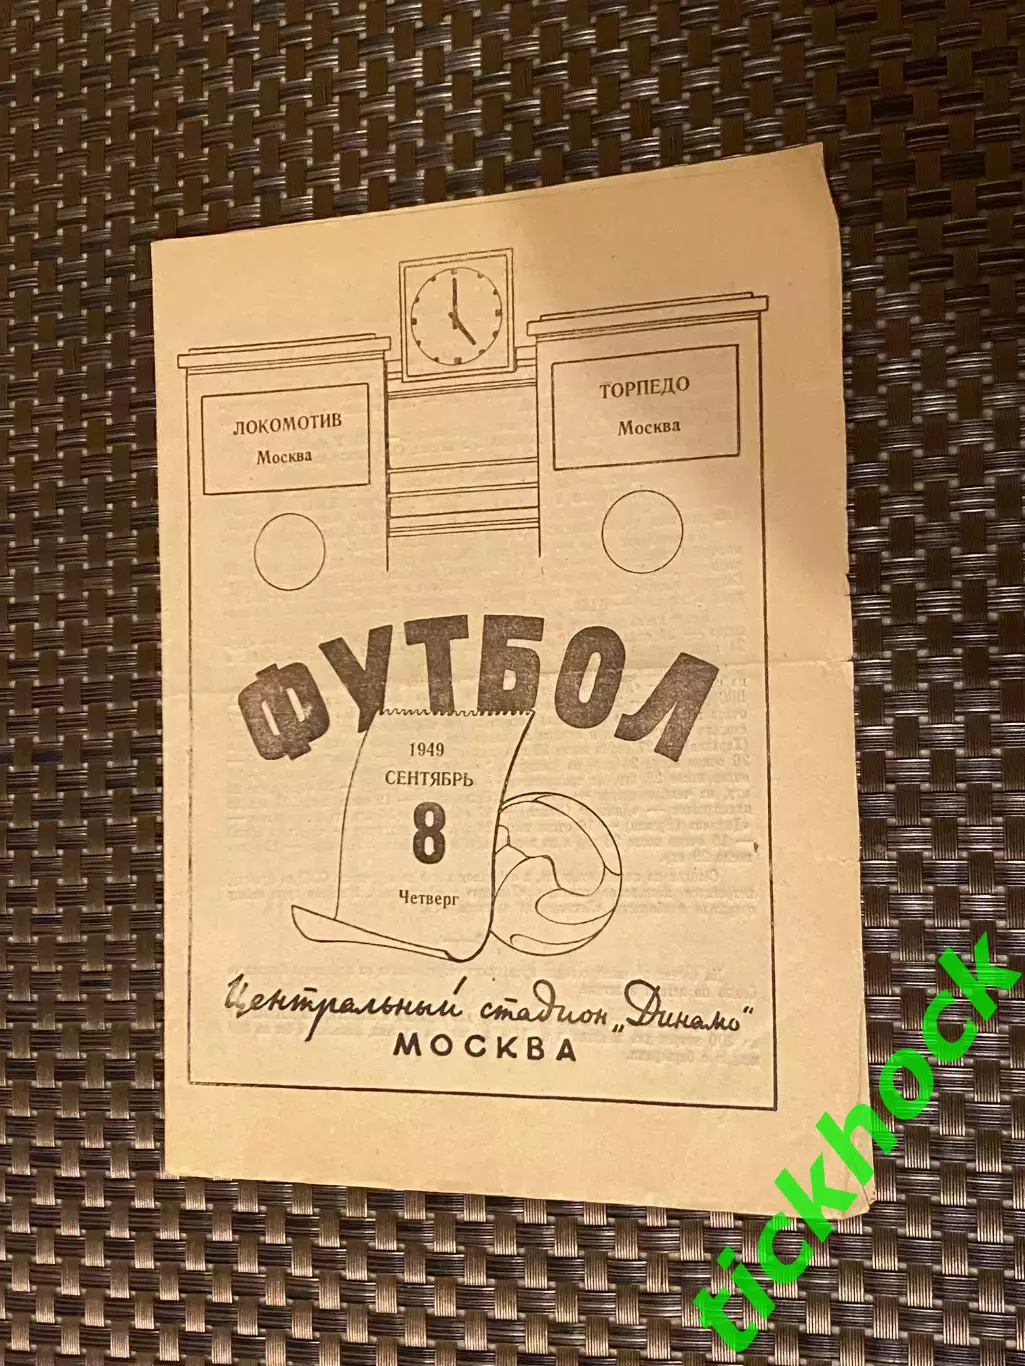 ЛОКОМОТИВ
Москва
ТОРПЕДО
Москва
ФУТБОЛ
1949
СЕНТЯБРЬ
8
Четверг
Центральный стадион „Динамо"
МОСКВА
tickhock